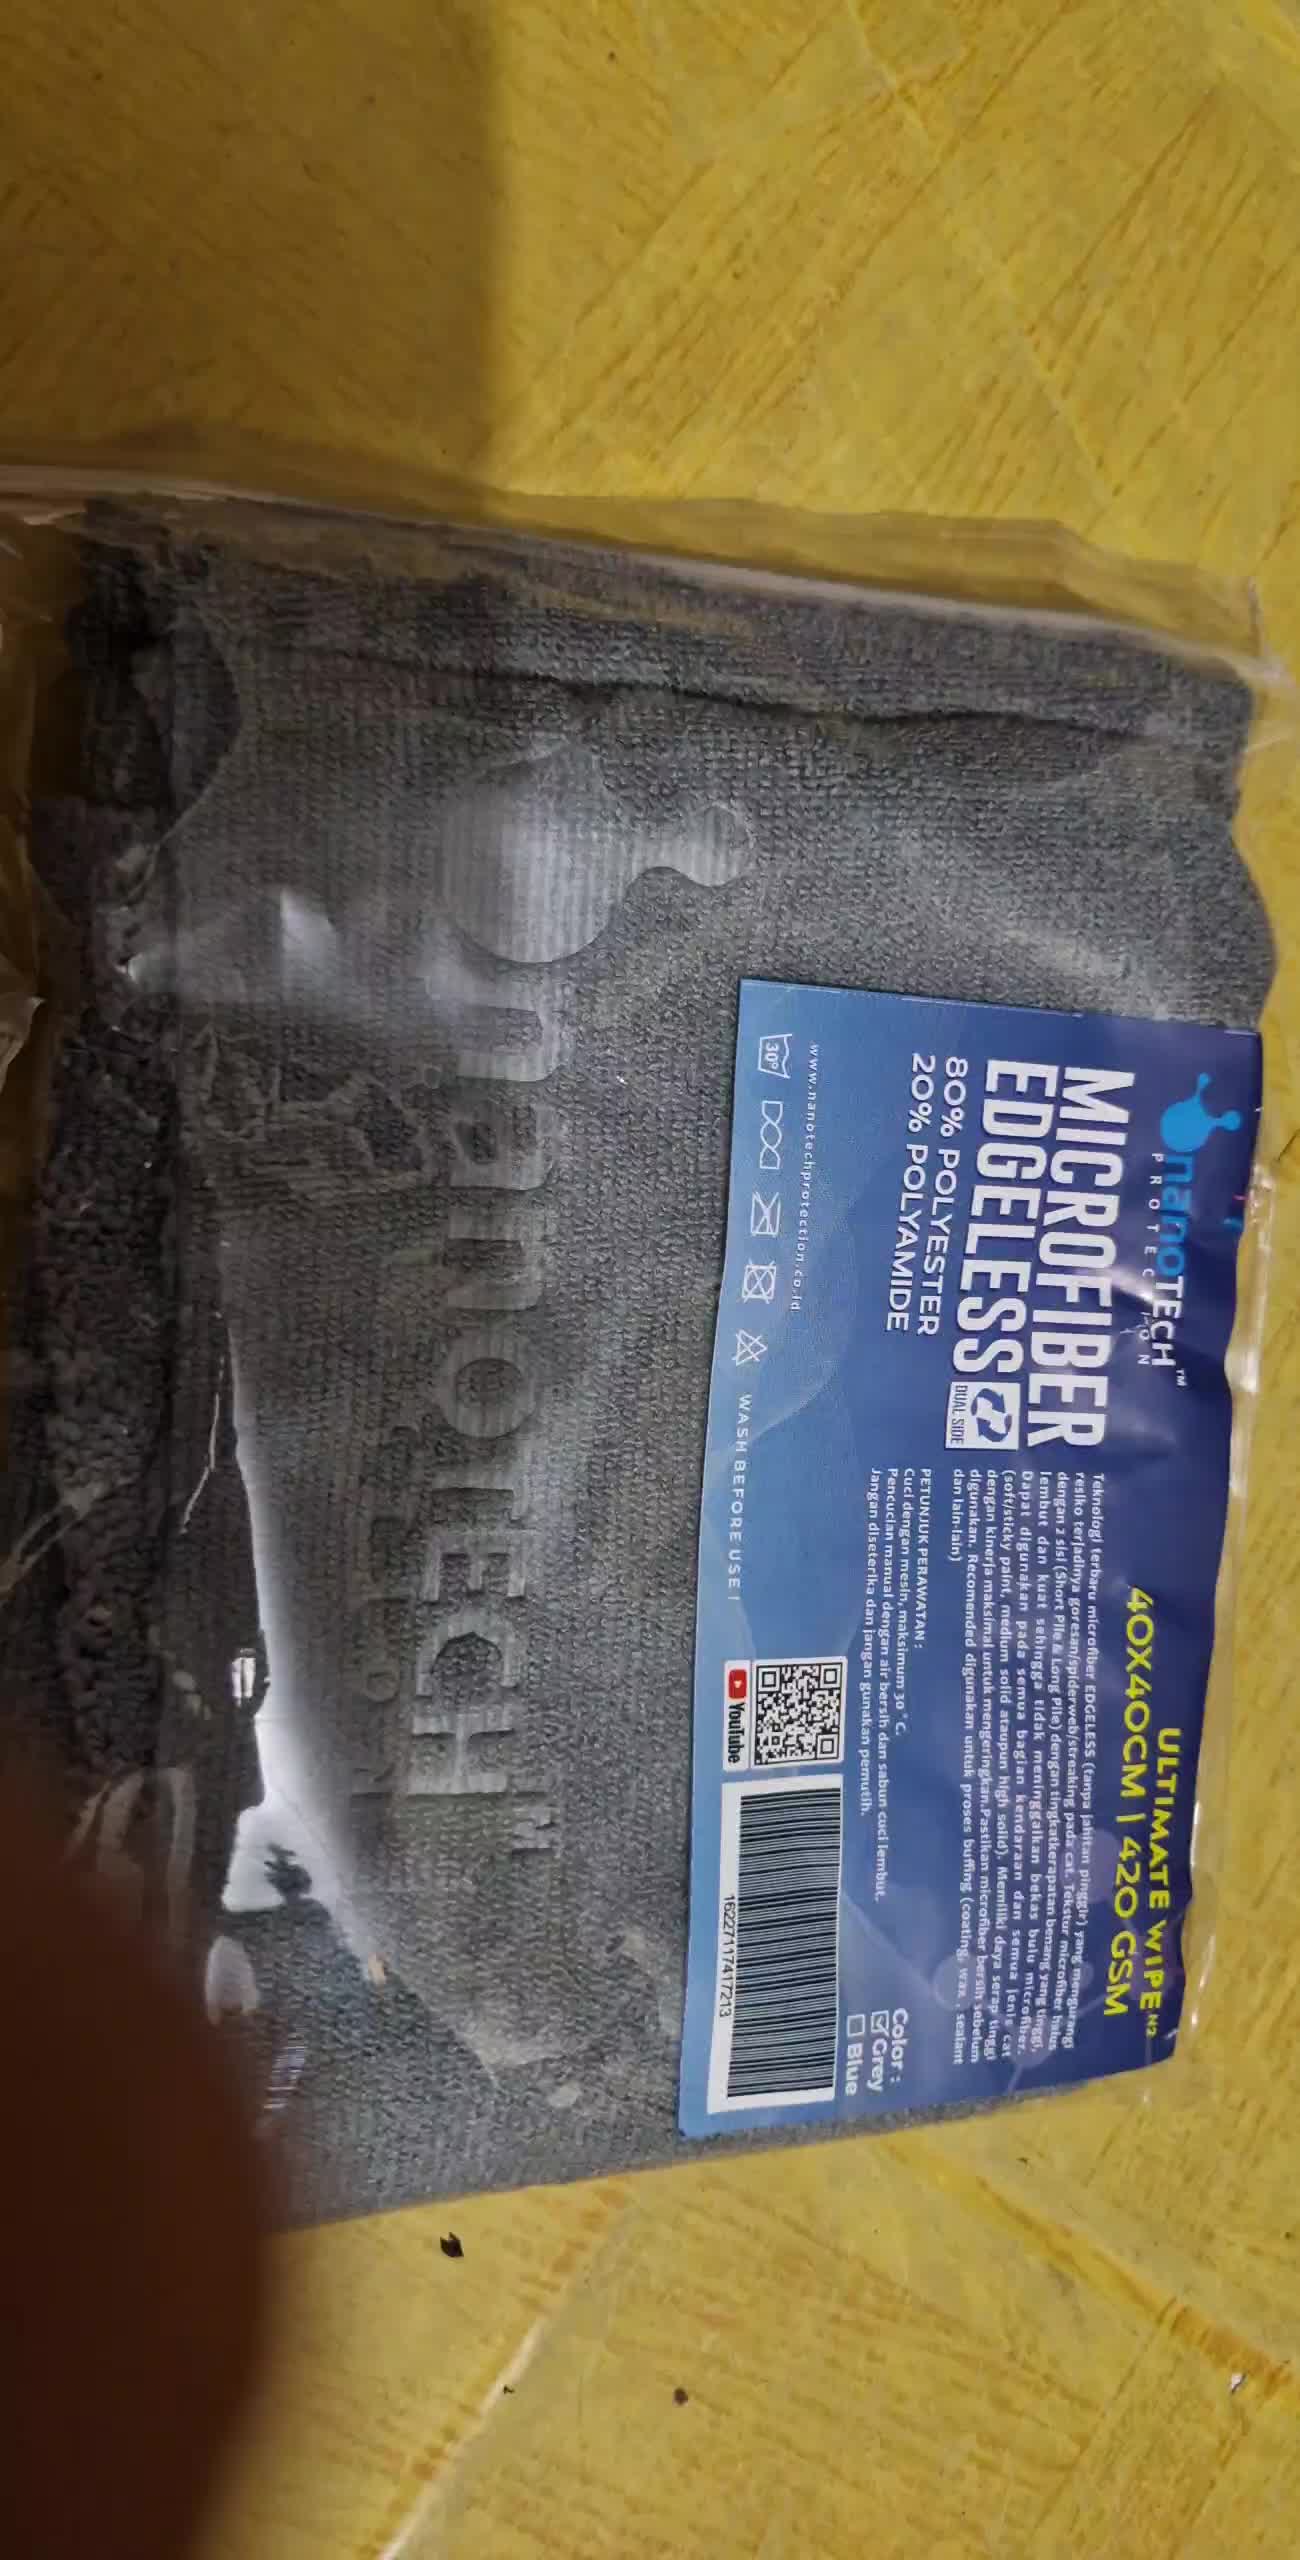 nanoTECH™
PROTECTION
MICROFIBER
EDGELESS
DUAL SIDE
80% POLYESTER
20% POLYAMIDE
www.nanotechprotection.co.id
30°
WASH BEFORE USE !
ULTIMATE WIPE N2
40X40CM | 420 GSM
Teknologi terbaru microfiber EDGELESS (tanpa jahitan pinggir) yang mengurangi
resiko terjadinya goresan/spiderweb/streaking pada cat. Tekstur microfiber halus
dengan 2 sisi (Short Pile & Long Pile) dengan tingkatkerapatan benang yang tinggi,
lembut dan kuat sehingga tidak meninggalkan bekas bulu microfiber.
Dapat digunakan pada semua bagian kendaraan dan semua jenis cat
(soft/sticky paint, medium solid ataupun high solid). Memiliki daya serap tinggi
dengan kinerja maksimal untuk mengeringkan.Pastikan microfiber bersih sebelum
digunakan. Recomended digunakan untuk proses buffing (coating, wax, sealant
dan lain-lain)
PETUNJUK PERAWATAN :
Cuci dengan mesin, maksimum 30°C.
Pencucian manual dengan air bersih dan sabun cuci lembut.
Jangan diseterika dan jangan gunakan pemutih.
Color :
Grey
Blue
YouTube
16227117417213
nanoTECH™